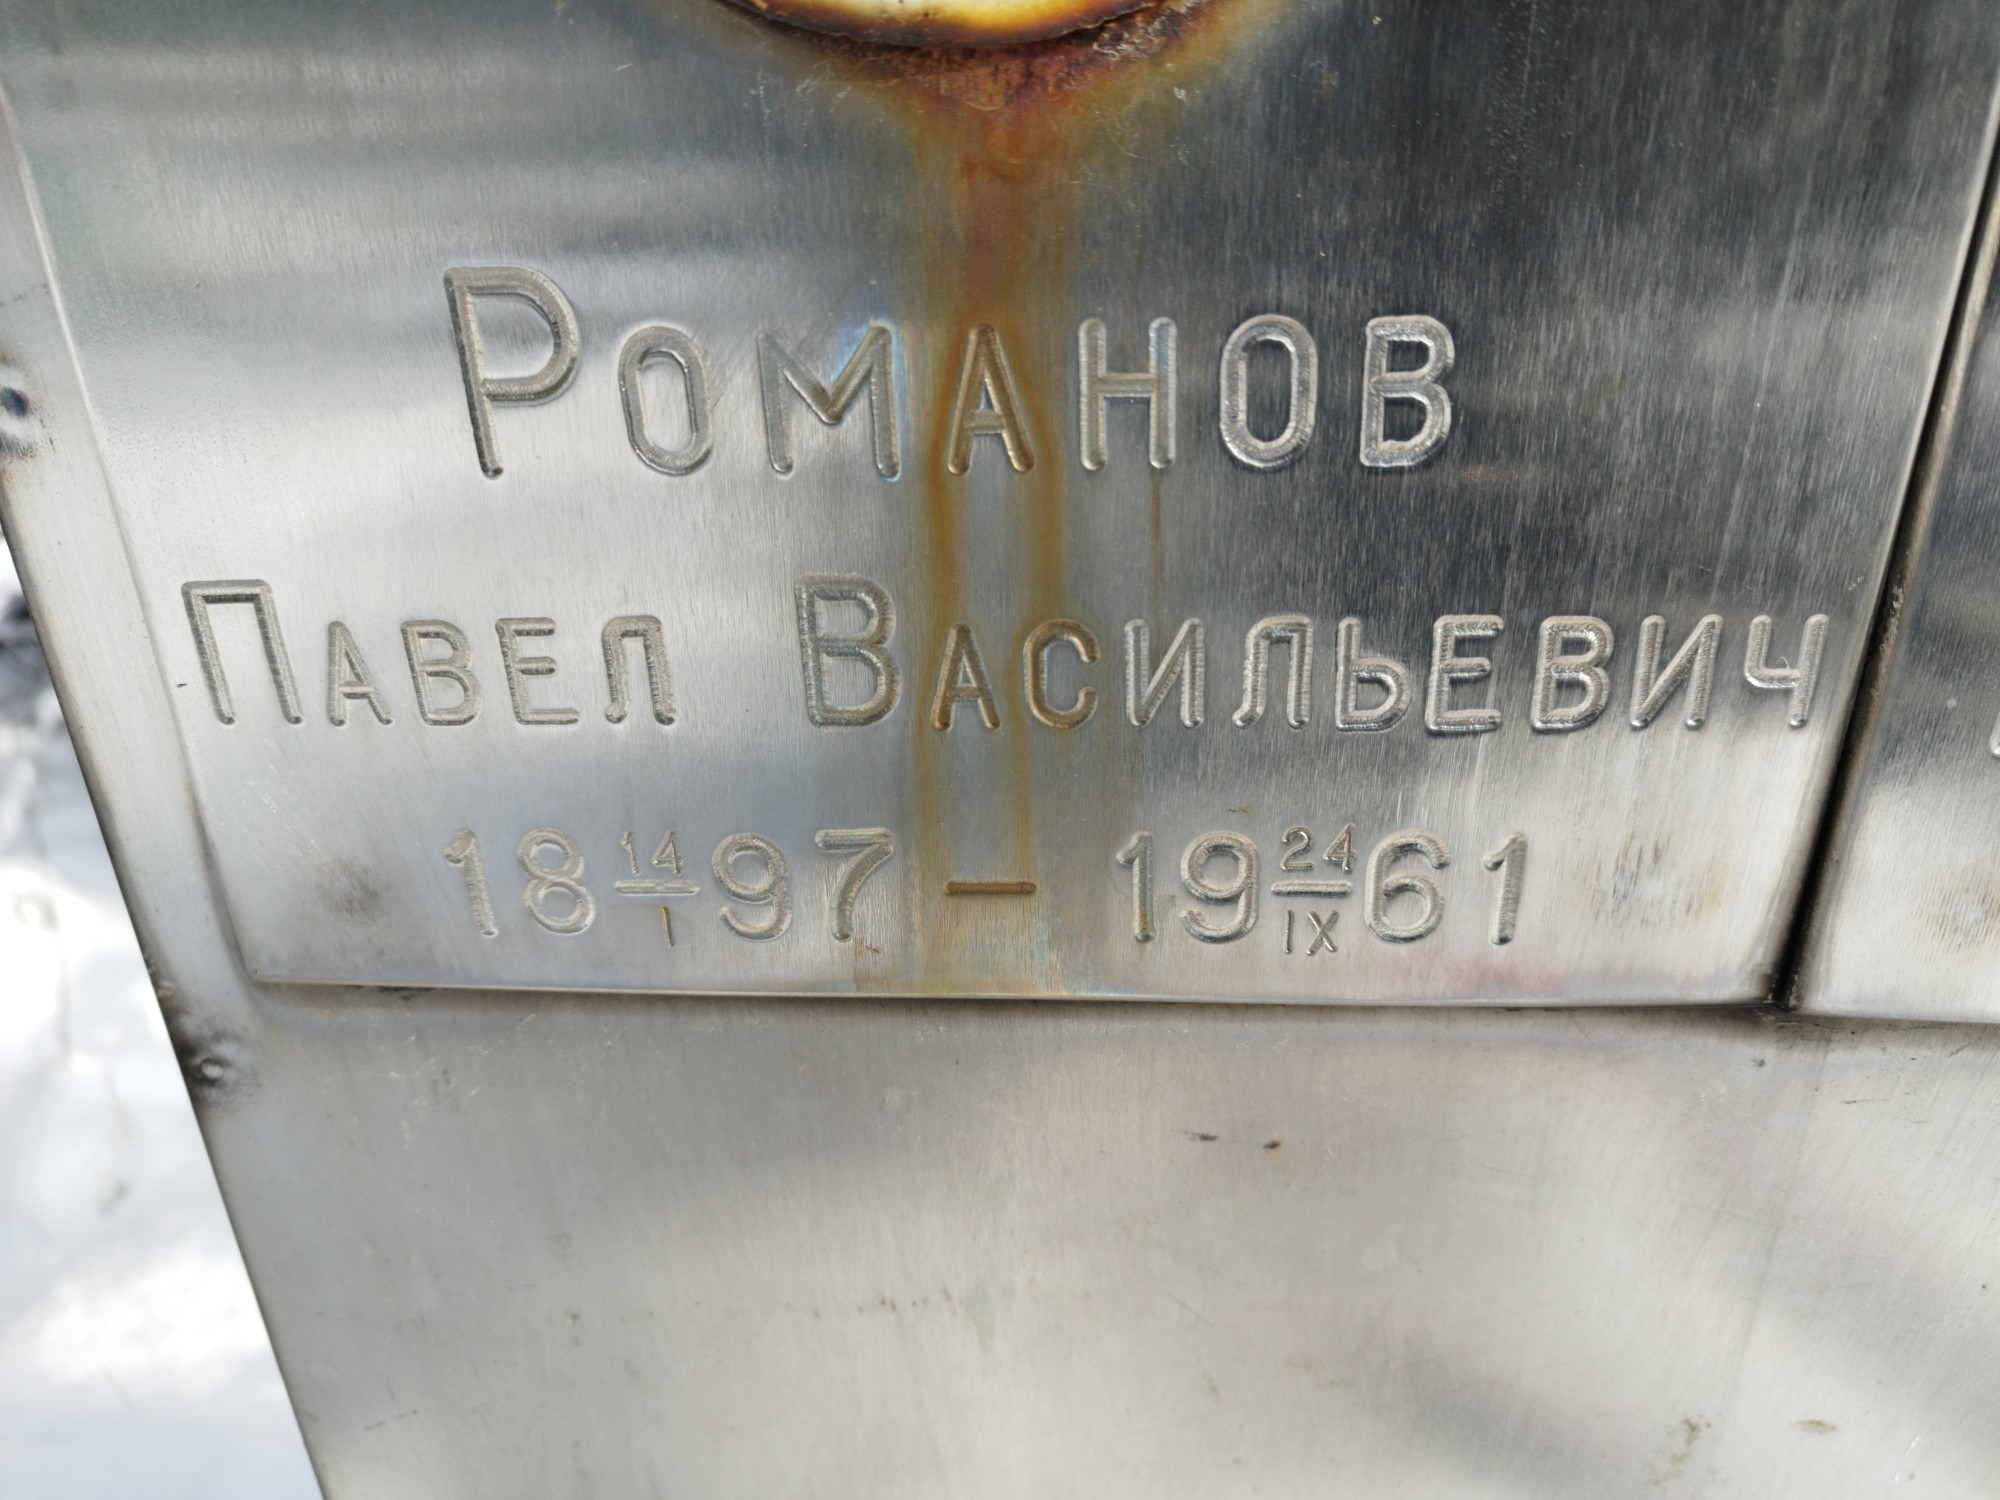 Романов
Павел Васильевич
18 14/I 97 – 19 24/IX 61